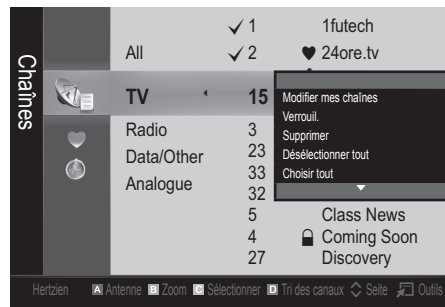 Chaînes
✓ 1 1futech
All ✓ 2 ♥ 24ore.tv
TV 15
Radio 3
Data/Other 23
Analogue 33
32
5 Class News
4 Coming Soon
27 Discovery
Modifier mes chaînes
Verrouil.
Supprimer
Désélectionner tout
Choisir tout
Hertzien A Antenne B Zoom C Sélectionner D Tri des canaux Seite Outils